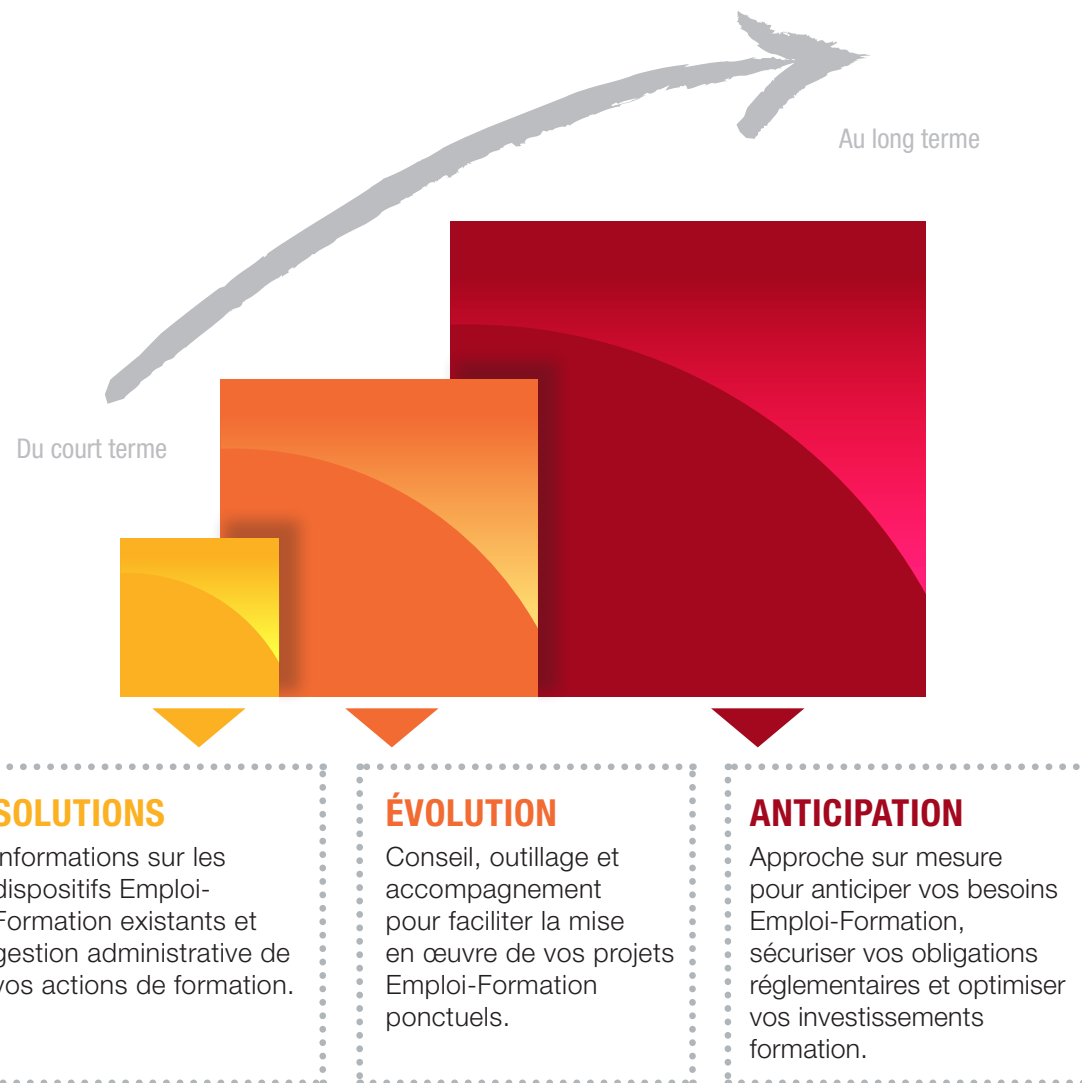 Au long terme
Du court terme
SOLUTIONS
Informations sur les
dispositifs Emploi-
Formation existants et
gestion administrative de
vos actions de formation.
ÉVOLUTION
Conseil, outillage et
accompagnement
pour faciliter la mise
en œuvre de vos projets
Emploi-Formation
ponctuels.
ANTICIPATION
Approche sur mesure
pour anticiper vos besoins
Emploi-Formation,
sécuriser vos obligations
réglementaires et optimiser
vos investissements
formation.